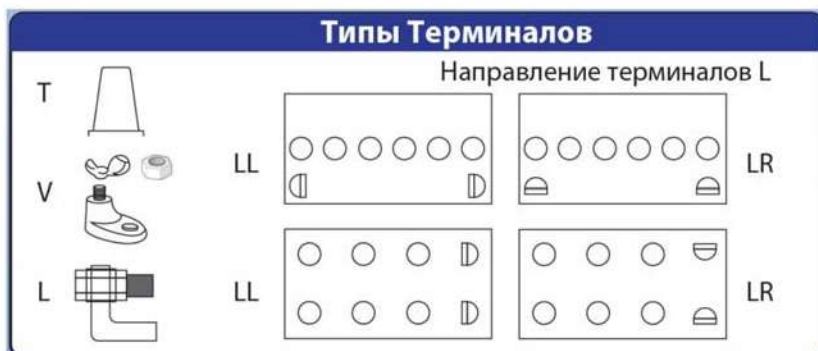 Типы Терминалов
Направление терминалов L
T
LL
LR
V
L
LL
LR